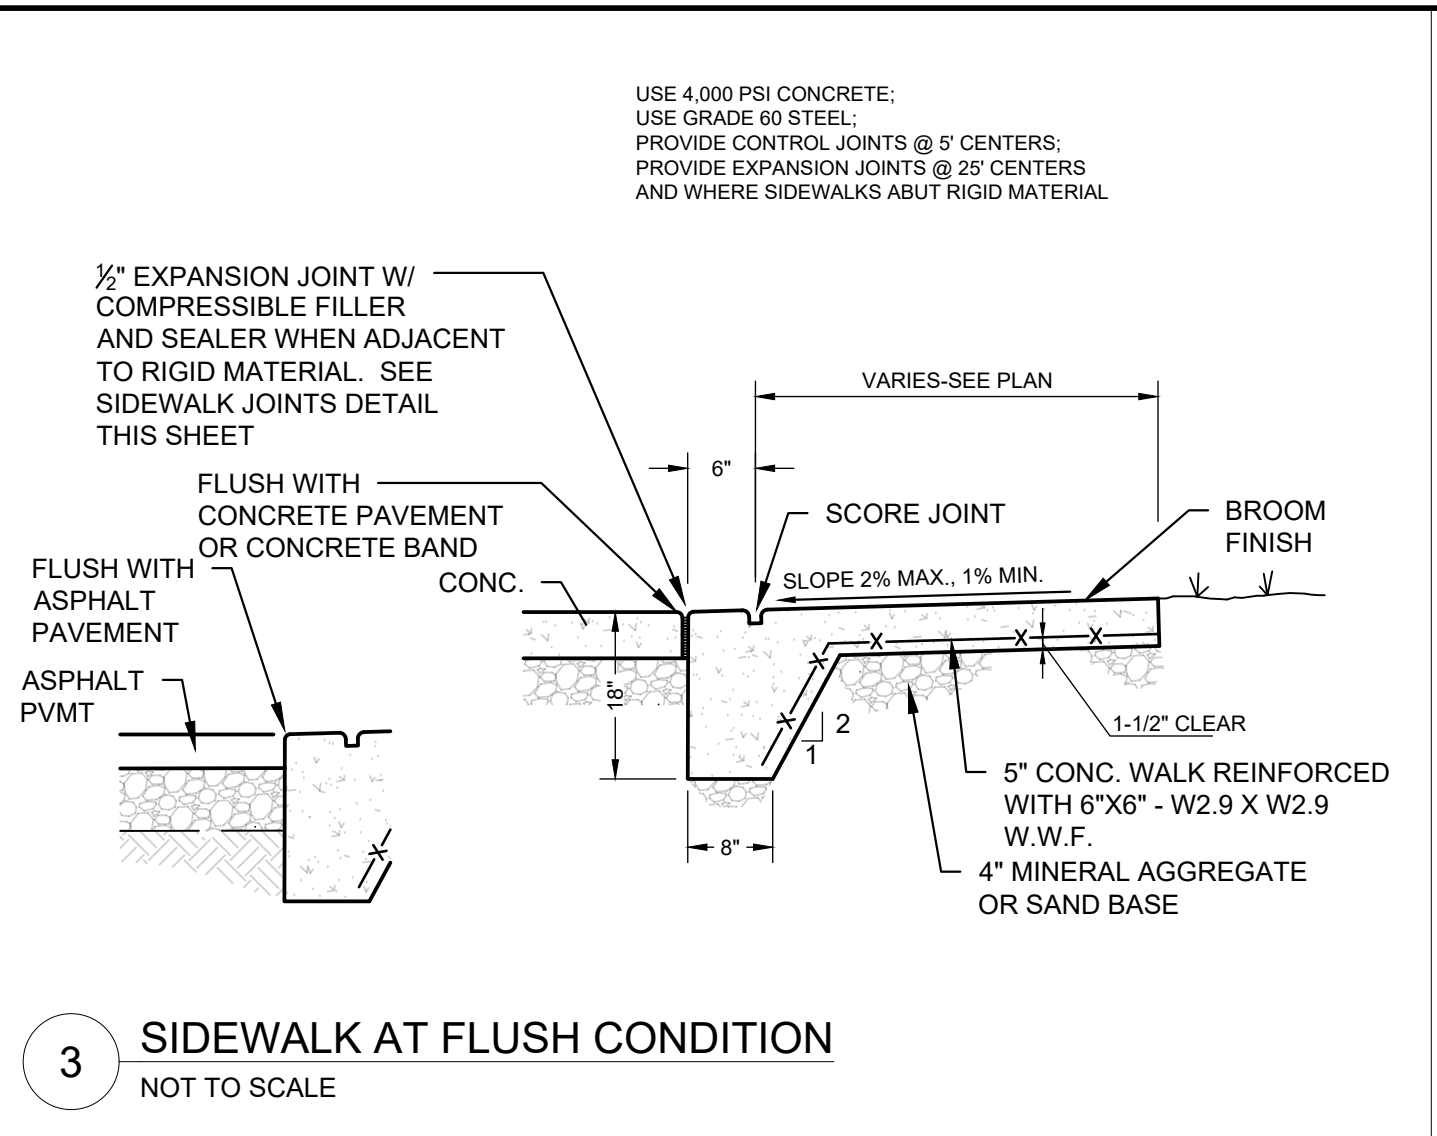 USE 4,000 PSI CONCRETE;
USE GRADE 60 STEEL;
PROVIDE CONTROL JOINTS @ 5' CENTERS;
PROVIDE EXPANSION JOINTS @ 25' CENTERS
AND WHERE SIDEWALKS ABUT RIGID MATERIAL
½" EXPANSION JOINT W/
COMPRESSIBLE FILLER
AND SEALER WHEN ADJACENT
TO RIGID MATERIAL. SEE
SIDEWALK JOINTS DETAIL
THIS SHEET
VARIES-SEE PLAN
6"
FLUSH WITH
CONCRETE PAVEMENT
OR CONCRETE BAND
SCORE JOINT
BROOM
FINISH
FLUSH WITH
ASPHALT
PAVEMENT
CONC.
SLOPE 2% MAX., 1% MIN.
ASPHALT
PVMT
18"
2
1
1-1/2" CLEAR
5" CONC. WALK REINFORCED
WITH 6"X6" - W2.9 X W2.9
W.W.F.
8"
4" MINERAL AGGREGATE
OR SAND BASE
3
SIDEWALK AT FLUSH CONDITION
NOT TO SCALE